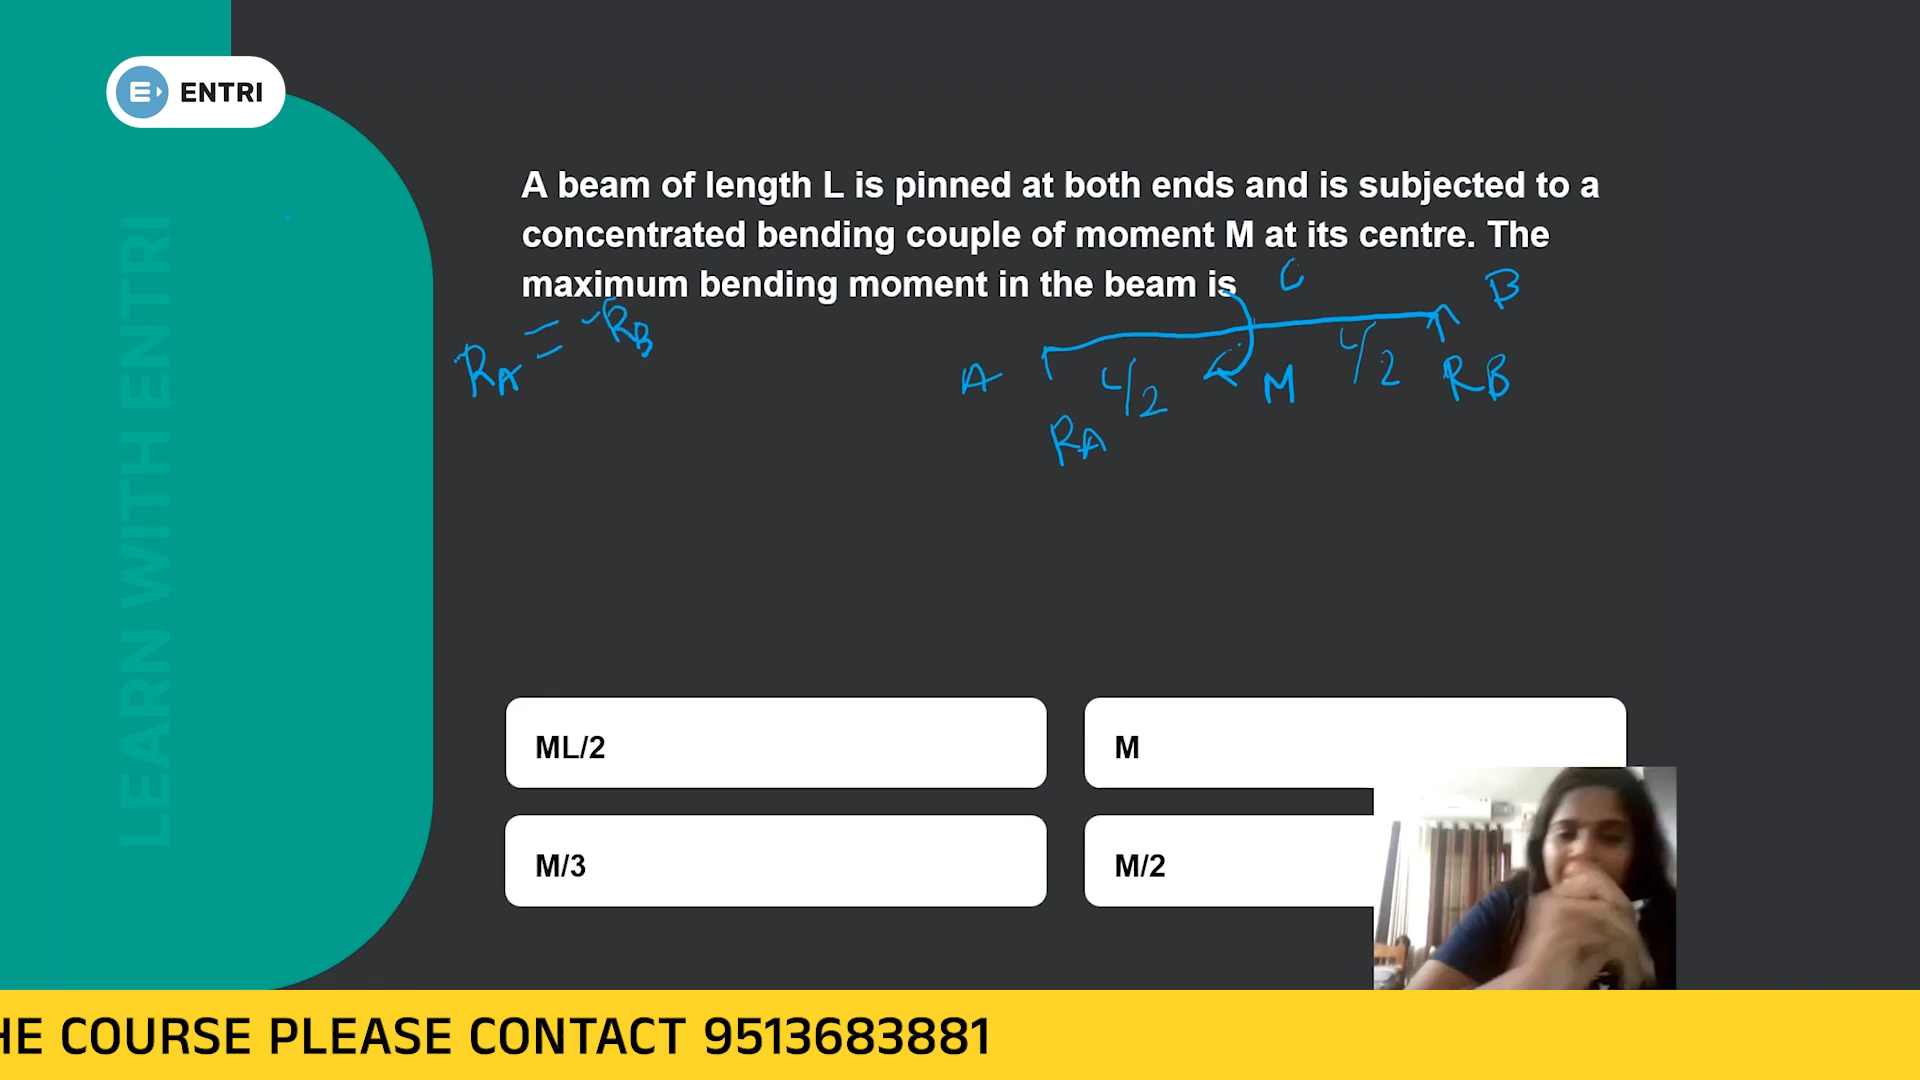 ENTRI
LEARN WITH ENTRI
A beam of length L is pinned at both ends and is subjected to a
concentrated bending couple of moment M at its centre. The
maximum bending moment in the beam is
C
B
RA = -RB
A
L/2
M
L/2
RB
RA
ML/2
M
M/3
M/2
HE COURSE PLEASE CONTACT 9513683881